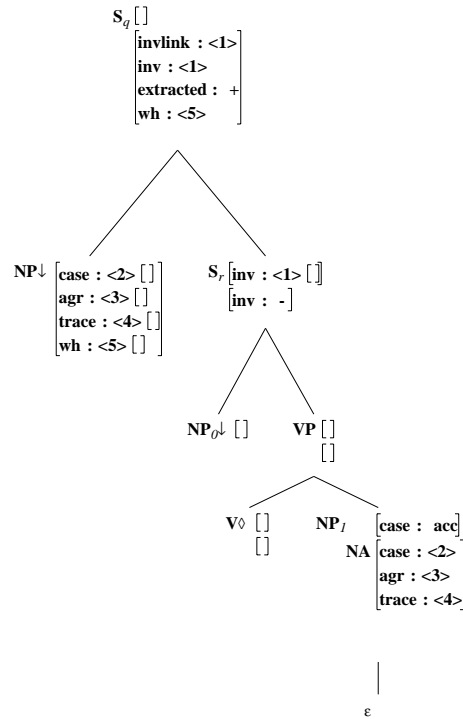 Sq []
invlink : <1>
inv : <1>
extracted : +
wh : <5>
NP↓ case : <2> []
agr : <3> []
trace : <4> []
wh : <5> []
Sr inv : <1> []
inv : -
NP0↓ []
VP []
[]
V◊ []
[]
NP1 case : acc
NA case : <2>
agr : <3>
trace : <4>
ε